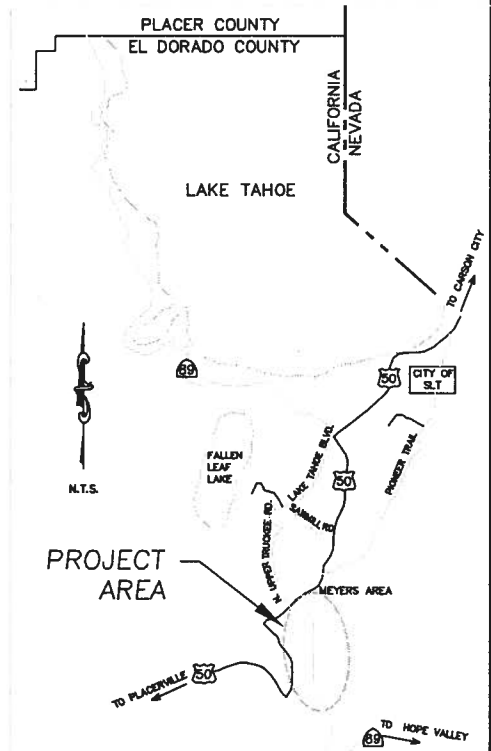 PLACER COUNTY
EL DORADO COUNTY
CALIFORNIA
NEVADA
LAKE TAHOE
TO CARSON CITY
89
50
CITY OF
SLT
N.T.S.
FALLEN
LEAF
LAKE
LAKE TAHOE BLVD.
PIONEER TRAIL
50
SAWMILL RD
N. UPPER TRUCKEE RD.
PROJECT
AREA
MEYERS AREA
50
TO PLACERVILLE
TO HOPE VALLEY
89